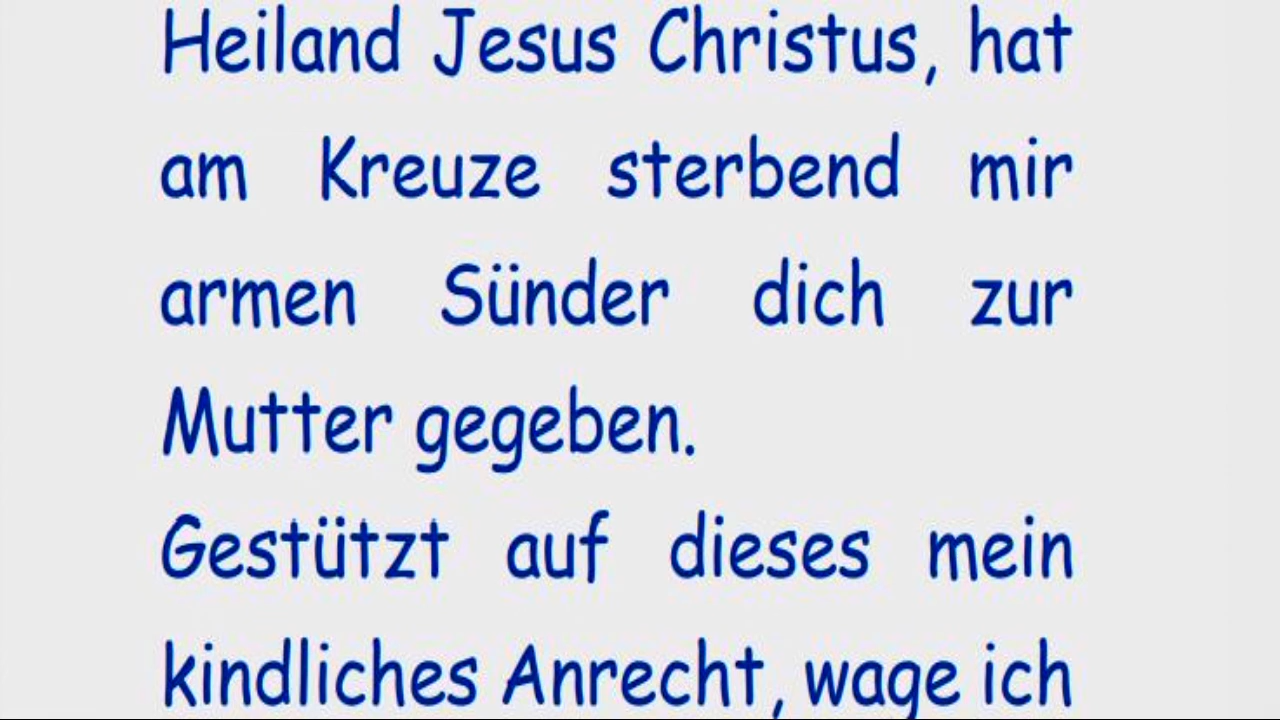 Heiland Jesus Christus, hat
am Kreuze sterbend mir
armen Sünder dich zur
Mutter gegeben.
Gestützt auf dieses mein
kindliches Anrecht, wage ich